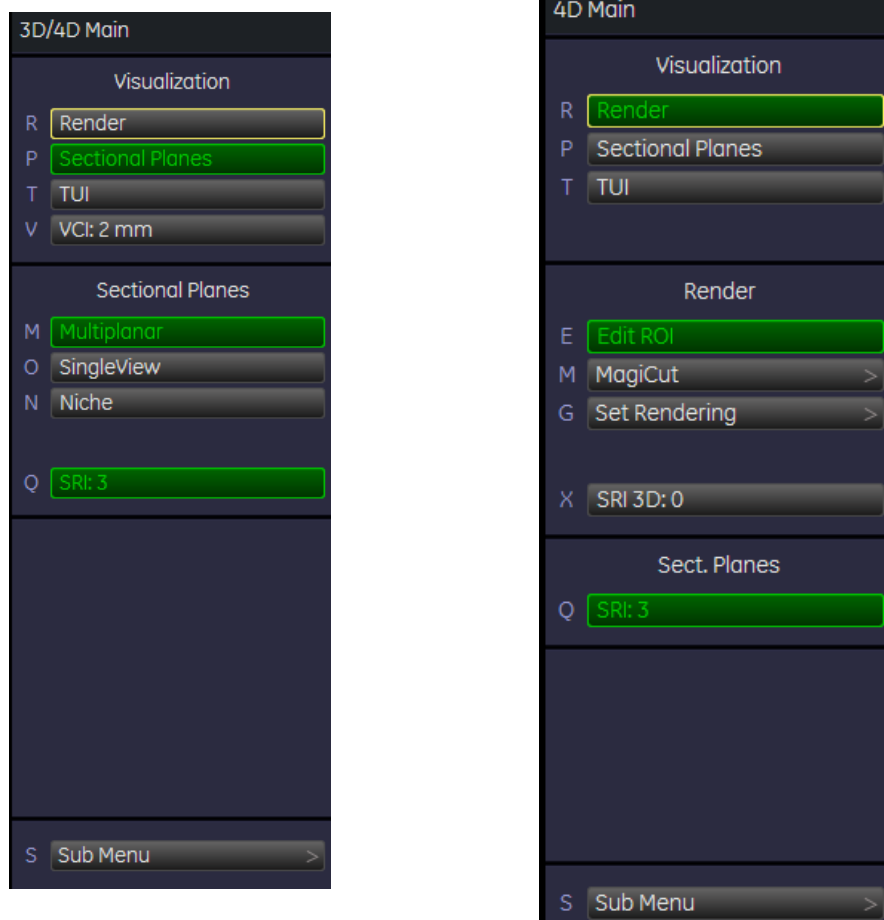 3D/4D Main
Visualization
R Render
P Sectional Planes
T TUI
V VCI: 2 mm
Sectional Planes
M Multiplanar
O SingleView
N Niche
Q SRI: 3
S Sub Menu >
4D Main
Visualization
R Render
P Sectional Planes
T TUI
Render
E Edit ROI
M MagiCut >
G Set Rendering >
X SRI 3D: 0
Sect. Planes
Q SRI: 3
S Sub Menu >